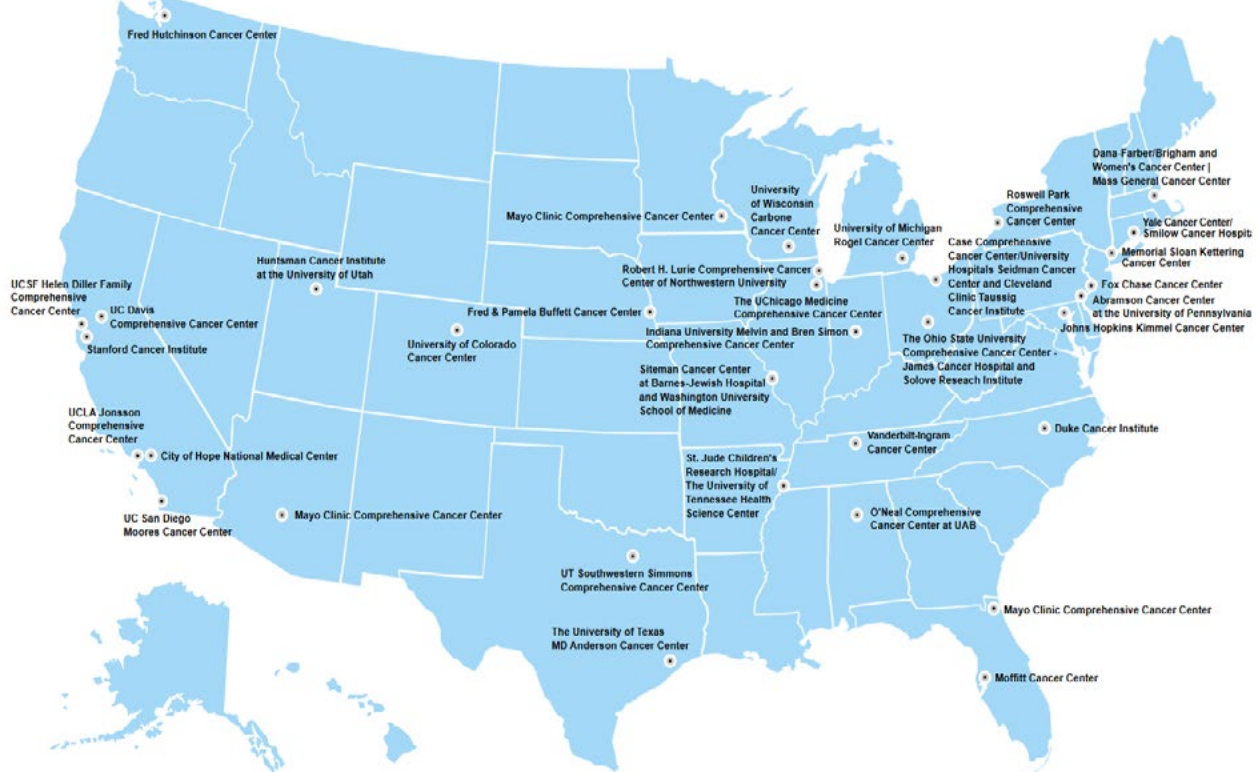 Fred Hutchinson Cancer Center
Dana-Farber/Brigham and
Women's Cancer Center |
Mass General Cancer Center
Roswell Park
Comprehensive
Cancer Center
University
of Wisconsin
Carbone
Cancer Center
Mayo Clinic Comprehensive Cancer Center
University of Michigan
Rogel Cancer Center
Yale Cancer Center/
Smilow Cancer Hospita
Case Comprehensive
Cancer Center/University
Hospitals Seidman Cancer
Center and Cleveland
Clinic Taussig
Cancer Institute
Memorial Sloan Kettering
Cancer Center
Huntsman Cancer Institute
at the University of Utah
Robert H. Lurie Comprehensive Cancer
Center of Northwestern University
UCSF Helen Diller Family
Comprehensive
Cancer Center
Fox Chase Cancer Center
The UChicago Medicine
Comprehensive Cancer Center
Abramson Cancer Center
at the University of Pennsylvania
UC Davis
Comprehensive Cancer Center
Fred & Pamela Buffett Cancer Center
Johns Hopkins Kimmel Cancer Center
Indiana University Melvin and Bren Simon
Comprehensive Cancer Center
University of Colorado
Cancer Center
The Ohio State University
Comprehensive Cancer Center -
James Cancer Hospital and
Solove Reseach Institute
Stanford Cancer Institute
Siteman Cancer Center
at Barnes-Jewish Hospital
and Washington University
School of Medicine
UCLA Jonsson
Comprehensive
Cancer Center
Duke Cancer Institute
Vanderbilt-Ingram
Cancer Center
City of Hope National Medical Center
St. Jude Children's
Research Hospital/
The University of
Tennessee Health
Science Center
UC San Diego
Moores Cancer Center
Mayo Clinic Comprehensive Cancer Center
O'Neal Comprehensive
Cancer Center at UAB
UT Southwestern Simmons
Comprehensive Cancer Center
Mayo Clinic Comprehensive Cancer Center
The University of Texas
MD Anderson Cancer Center
Moffitt Cancer Center